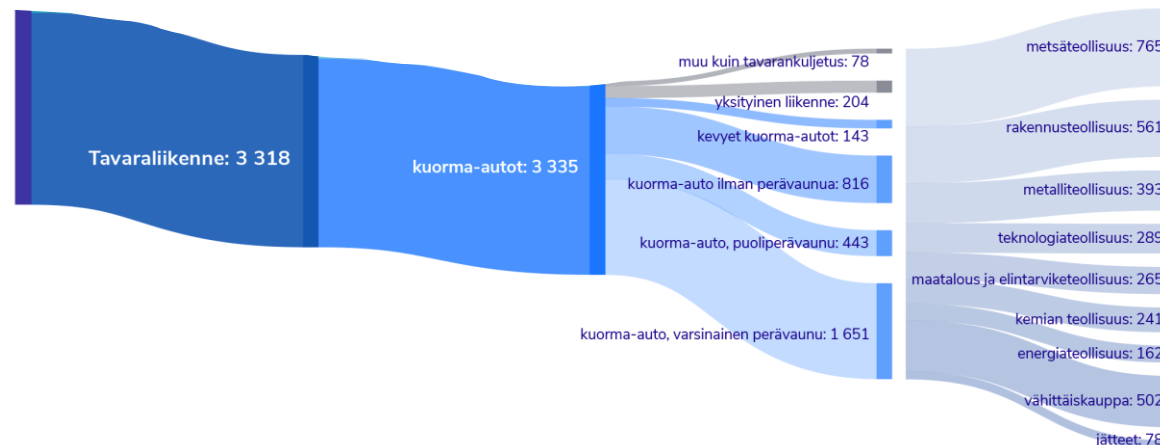 Tavaraliikenne: 3 318
kuorma-autot: 3 335
muu kuin tavarankuljetus: 78
yksityinen liikenne: 204
kevyet kuorma-autot: 143
kuorma-auto ilman perävaunua: 816
kuorma-auto, puoliperävaunu: 443
kuorma-auto, varsinainen perävaunu: 1 651
metsäteollisuus: 765
rakennusteollisuus: 561
metalliteollisuus: 393
teknologiateollisuus: 289
maatalous ja elintarviketeollisuus: 265
kemian teollisuus: 241
energiateollisuus: 162
vähittäiskauppa: 502
jätteet: 78